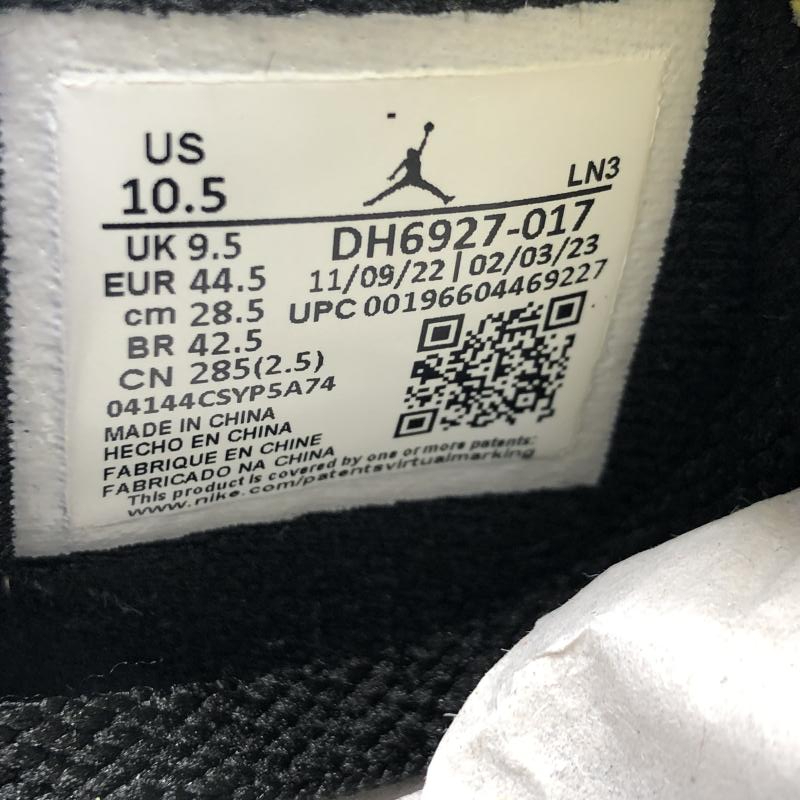 US
10.5
LN3
UK 9.5
EUR 44.5
cm 28.5
BR 42.5
CN 285(2.5)
DH6927-017
11/09/22 | 02/03/23
UPC 00196604469227
04144CSYP5A74
MADE IN CHINA
HECHO EN CHINA
FABRIQUE EN CHINE
FABRICADO NA CHINA
This product is covered by one or more patents:
www.nike.com/patentsvirtualmarking